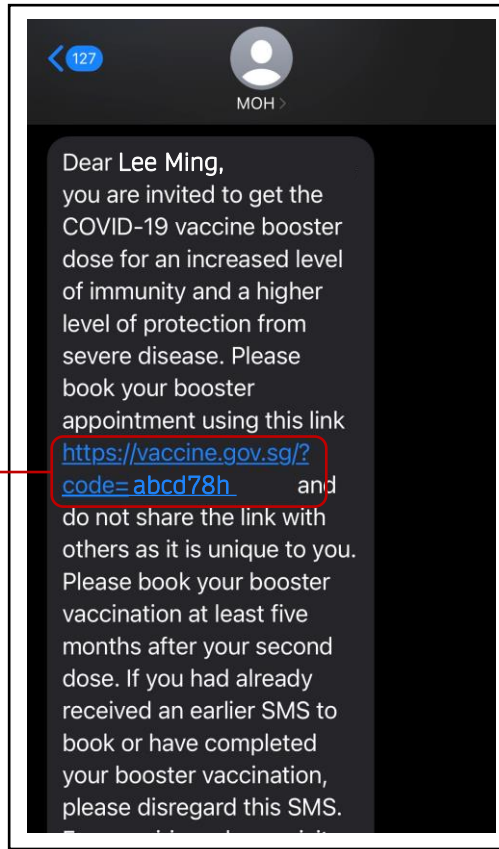 127
MOH >
Dear Lee Ming,
you are invited to get the
COVID-19 vaccine booster
dose for an increased level
of immunity and a higher
level of protection from
severe disease. Please
book your booster
appointment using this link
https://vaccine.gov.sg/?
code=abcd78h and
do not share the link with
others as it is unique to you.
Please book your booster
vaccination at least five
months after your second
dose. If you had already
received an earlier SMS to
book or have completed
your booster vaccination,
please disregard this SMS.